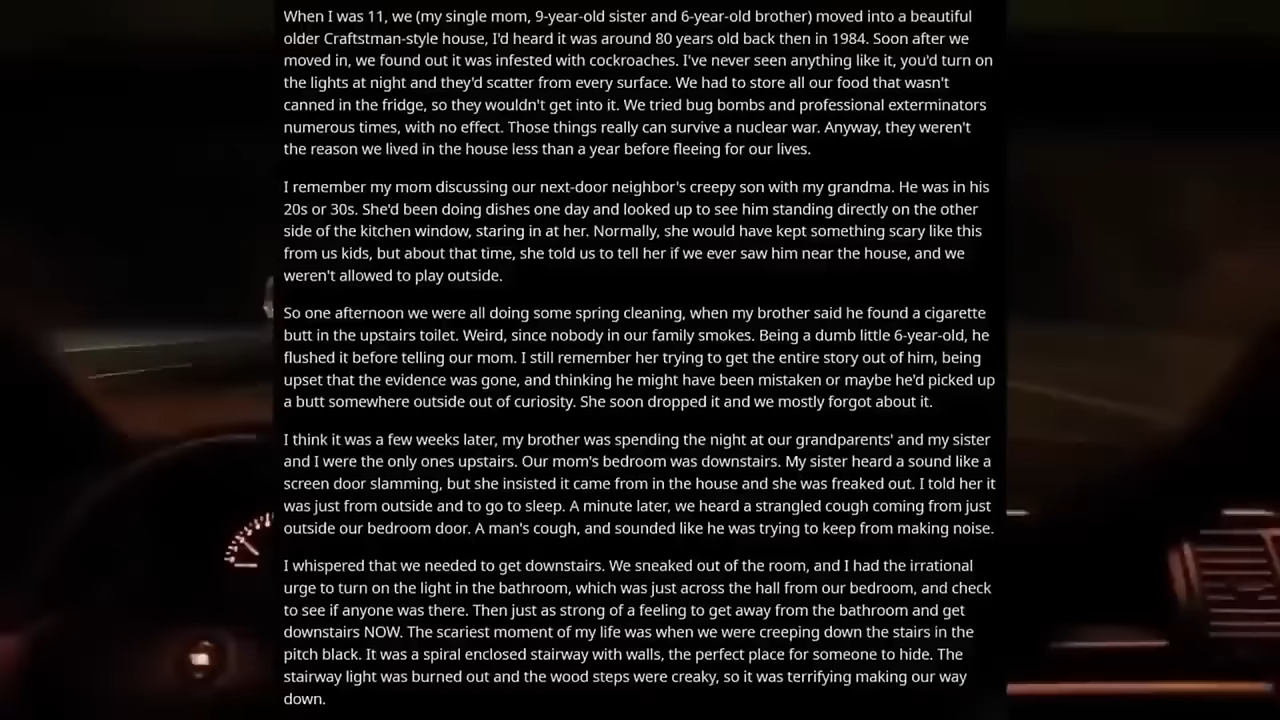 When I was 11, we (my single mom, 9-year-old sister and 6-year-old brother) moved into a beautiful
older Craftstman-style house, I'd heard it was around 80 years old back then in 1984. Soon after we
moved in, we found out it was infested with cockroaches. I've never seen anything like it, you'd turn on
the lights at night and they'd scatter from every surface. We had to store all our food that wasn't
canned in the fridge, so they wouldn't get into it. We tried bug bombs and professional exterminators
numerous times, with no effect. Those things really can survive a nuclear war. Anyway, they weren't
the reason we lived in the house less than a year before fleeing for our lives.
I remember my mom discussing our next-door neighbor's creepy son with my grandma. He was in his
20s or 30s. She'd been doing dishes one day and looked up to see him standing directly on the other
side of the kitchen window, staring in at her. Normally, she would have kept something scary like this
from us kids, but about that time, she told us to tell her if we ever saw him near the house, and we
weren't allowed to play outside.
So one afternoon we were all doing some spring cleaning, when my brother said he found a cigarette
butt in the upstairs toilet. Weird, since nobody in our family smokes. Being a dumb little 6-year-old, he
flushed it before telling our mom. I still remember her trying to get the entire story out of him, being
upset that the evidence was gone, and thinking he might have been mistaken or maybe he'd picked up
a butt somewhere outside out of curiosity. She soon dropped it and we mostly forgot about it.
I think it was a few weeks later, my brother was spending the night at our grandparents' and my sister
and I were the only ones upstairs. Our mom's bedroom was downstairs. My sister heard a sound like a
screen door slamming, but she insisted it came from in the house and she was freaked out. I told her it
was just from outside and to go to sleep. A minute later, we heard a strangled cough coming from just
outside our bedroom door. A man's cough, and sounded like he was trying to keep from making noise.
I whispered that we needed to get downstairs. We sneaked out of the room, and I had the irrational
urge to turn on the light in the bathroom, which was just across the hall from our bedroom, and check
to see if anyone was there. Then just as strong of a feeling to get away from the bathroom and get
downstairs NOW. The scariest moment of my life was when we were creeping down the stairs in the
pitch black. It was a spiral enclosed stairway with walls, the perfect place for someone to hide. The
stairway light was burned out and the wood steps were creaky, so it was terrifying making our way
down.